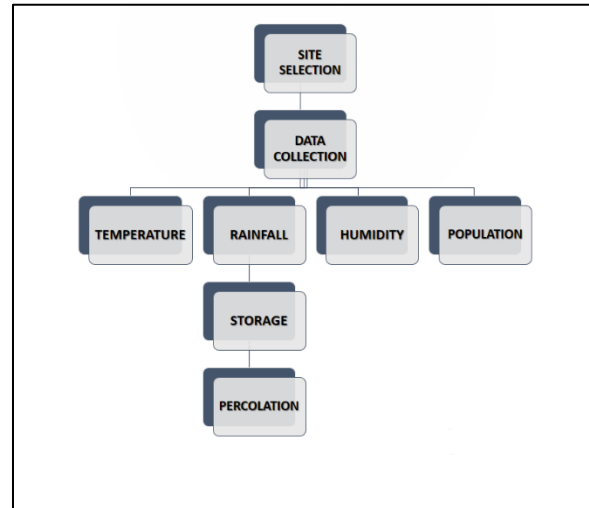 SITE
SELECTION
DATA
COLLECTION
TEMPERATURE
RAINFALL
HUMIDITY
POPULATION
STORAGE
PERCOLATION